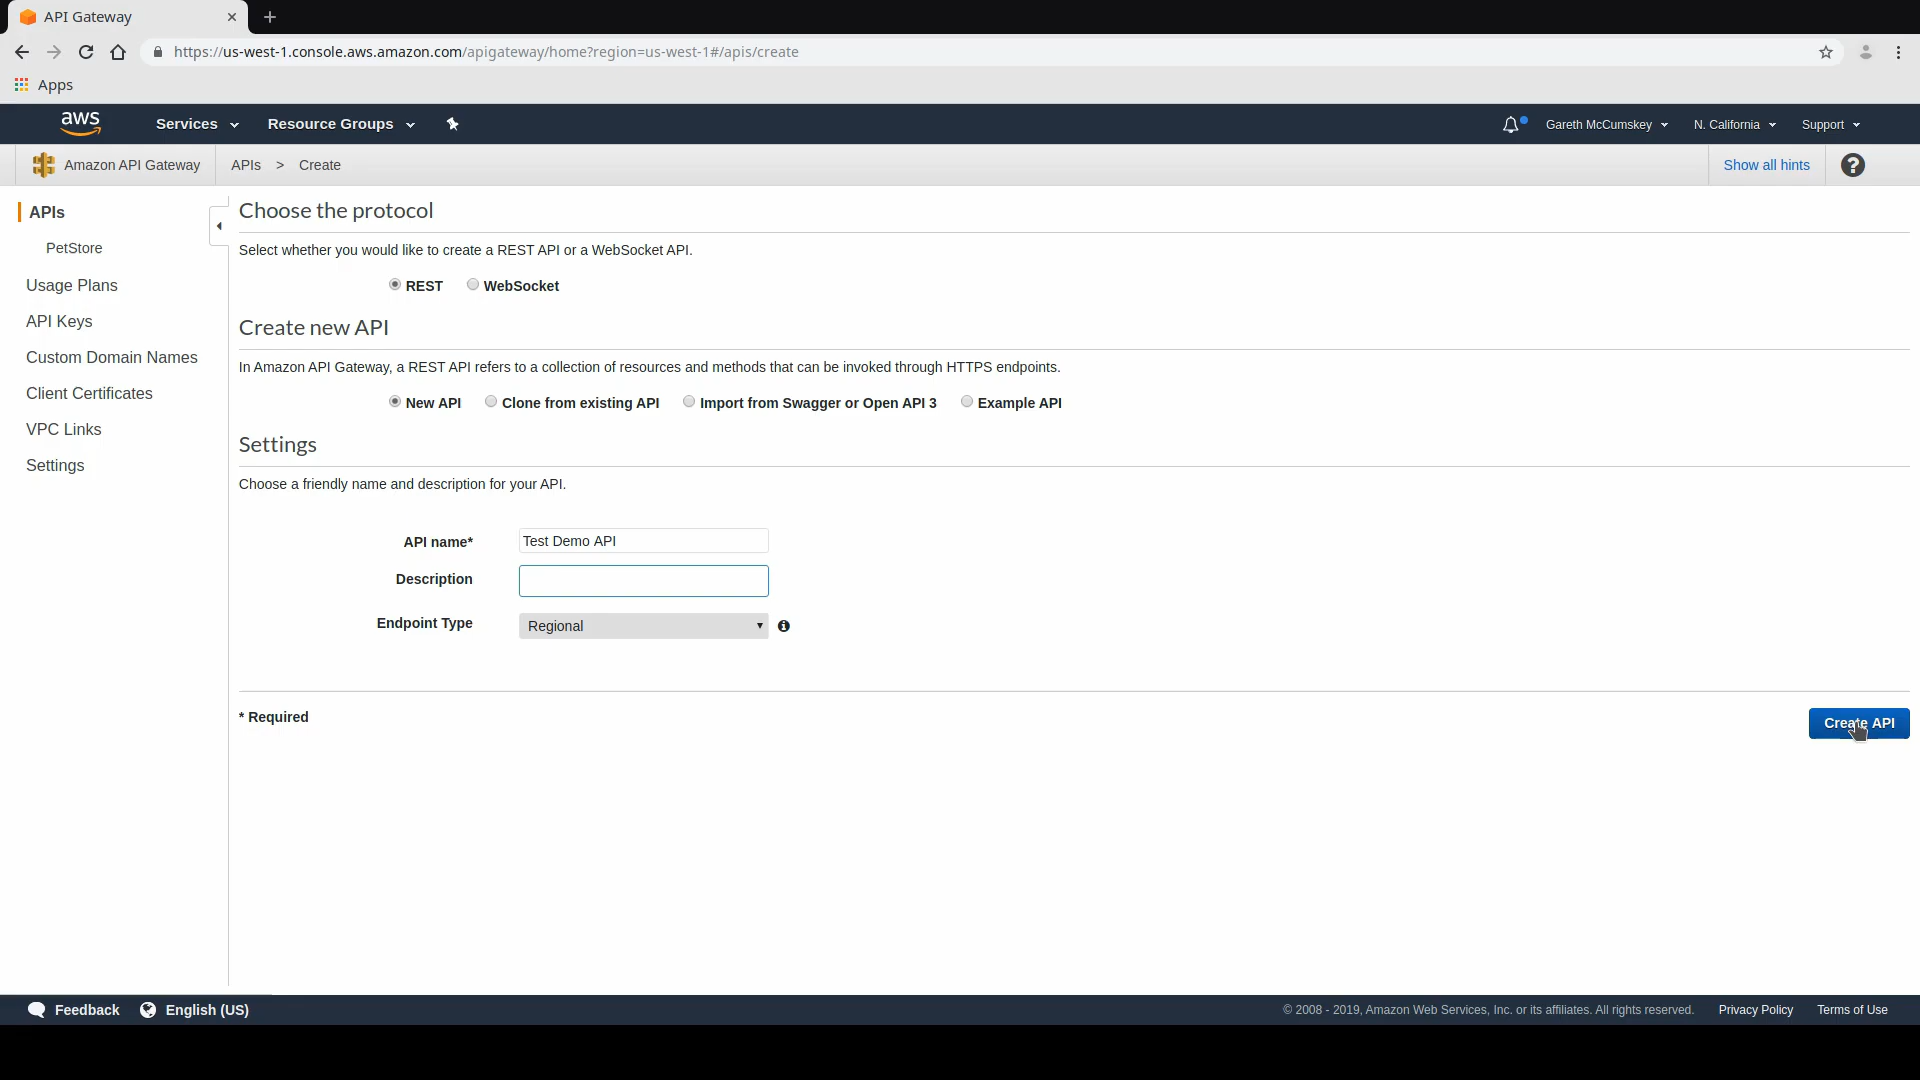 API Gateway
https://us-west-1.console.aws.amazon.com/apigateway/home?region=us-west-1#/apis/create
Apps
aws Services Resource Groups Gareth McCumskey N. California Support
Amazon API Gateway APIs > Create Show all hints ?
APIs
PetStore
Usage Plans
API Keys
Custom Domain Names
Client Certificates
VPC Links
Settings
Choose the protocol
Select whether you would like to create a REST API or a WebSocket API.
REST WebSocket
Create new API
In Amazon API Gateway, a REST API refers to a collection of resources and methods that can be invoked through HTTPS endpoints.
New API Clone from existing API Import from Swagger or Open API 3 Example API
Settings
Choose a friendly name and description for your API.
API name* Test Demo API
Description
Endpoint Type Regional
* Required
Create API
Feedback English (US) © 2008 - 2019, Amazon Web Services, Inc. or its affiliates. All rights reserved. Privacy Policy Terms of Use